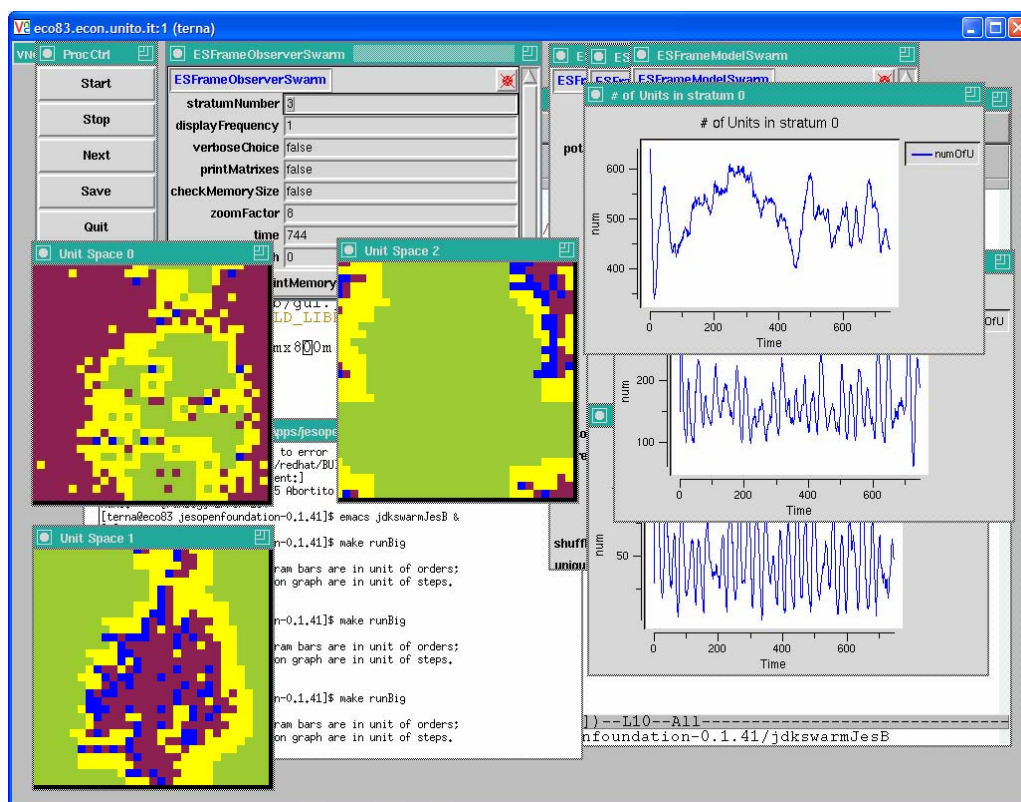 eco83.econ.unito.it:1 (terna)
ProcCtrl
Start
Stop
Next
Save
Quit
ESFrameObserverSwarm
ESFrameObserverSwarm
stratumNumber 3
displayFrequency 1
verboseChoice false
printMatrixes false
checkMemorySize false
zoomFactor 8
time 744
0
ESFrameModelSwarm
ESFrameModelSwarm
# of Units in stratum 0
# of Units in stratum 0
numOfU
600
500
400
num
0 200 400 600
Time
Unit Space 0
Unit Space 2
Unit Space 1
200
100
num
0 200 400 600
Time
50
num
0 200 400 600
Time
to error
/redhat/BU
5 Abortito
[terna@eco83 jesopenfoundation-0.1.41]$ emacs jdkswarmJesB &
n-0.1.41]$ make runBig
ram bars are in unit of orders;
on graph are in unit of steps.
n-0.1.41]$ make runBig
ram bars are in unit of orders;
on graph are in unit of steps.
n-0.1.41]$ make runBig
ram bars are in unit of orders;
on graph are in unit of steps.
--L10--All
nfoundation-0.1.41/jdkswarmJesB